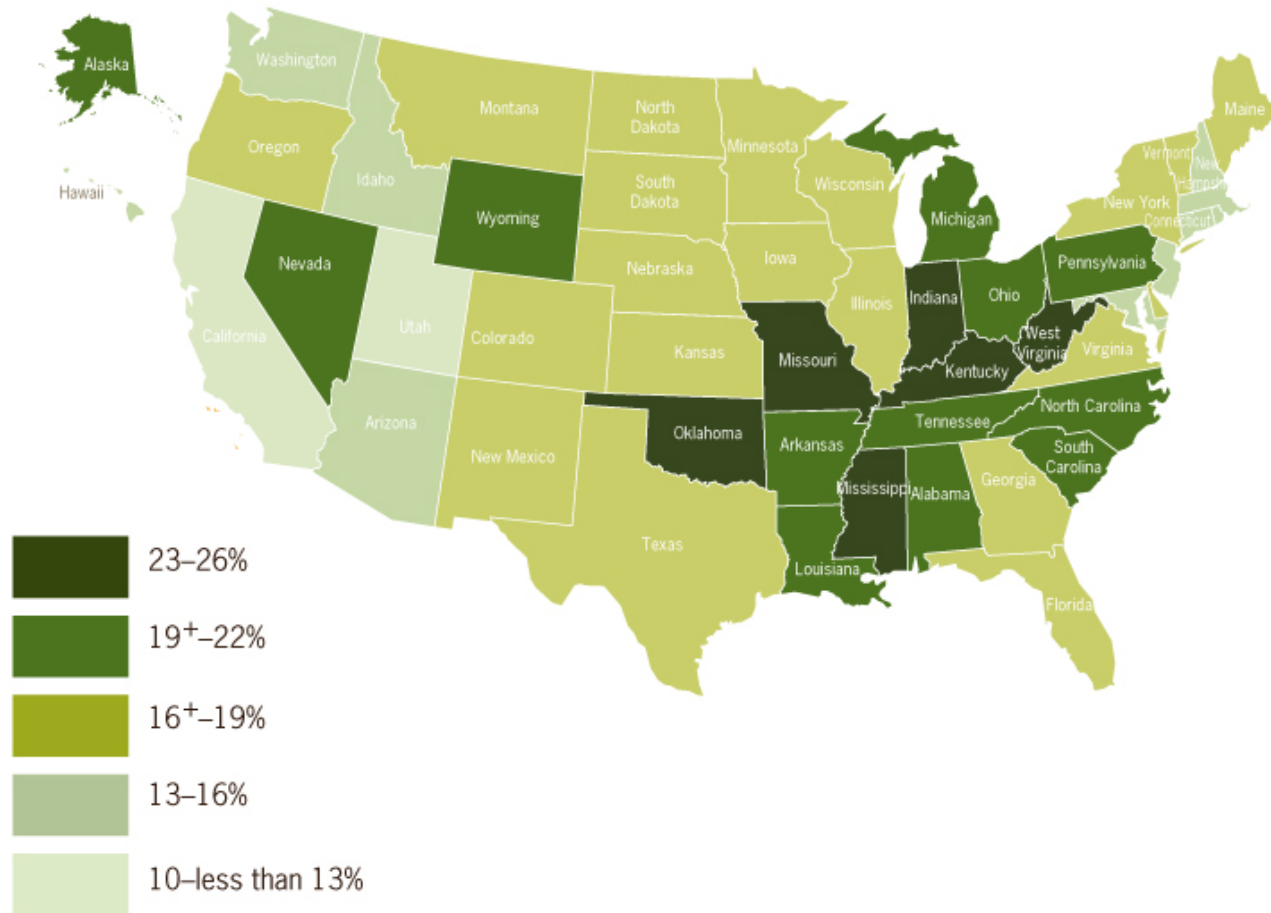 Washington
Alaska
Montana
North
Dakota
Minnesota
Maine
Oregon
Vermont
New
Hampshire
Idaho
Wisconsin
South
Dakota
Hawaii
Wyoming
Michigan
New York
Connecticut
Nevada
Nebraska
Iowa
Pennsylvania
Illinois
Indiana
Ohio
California
Utah
Colorado
Kansas
Missouri
West
Virginia
Virginia
Kentucky
North Carolina
Arizona
Oklahoma
Arkansas
Tennessee
South
Carolina
New Mexico
Mississippi
Alabama
Georgia
Texas
Louisiana
Florida
23–26%
19+–22%
16+–19%
13–16%
10–less than 13%